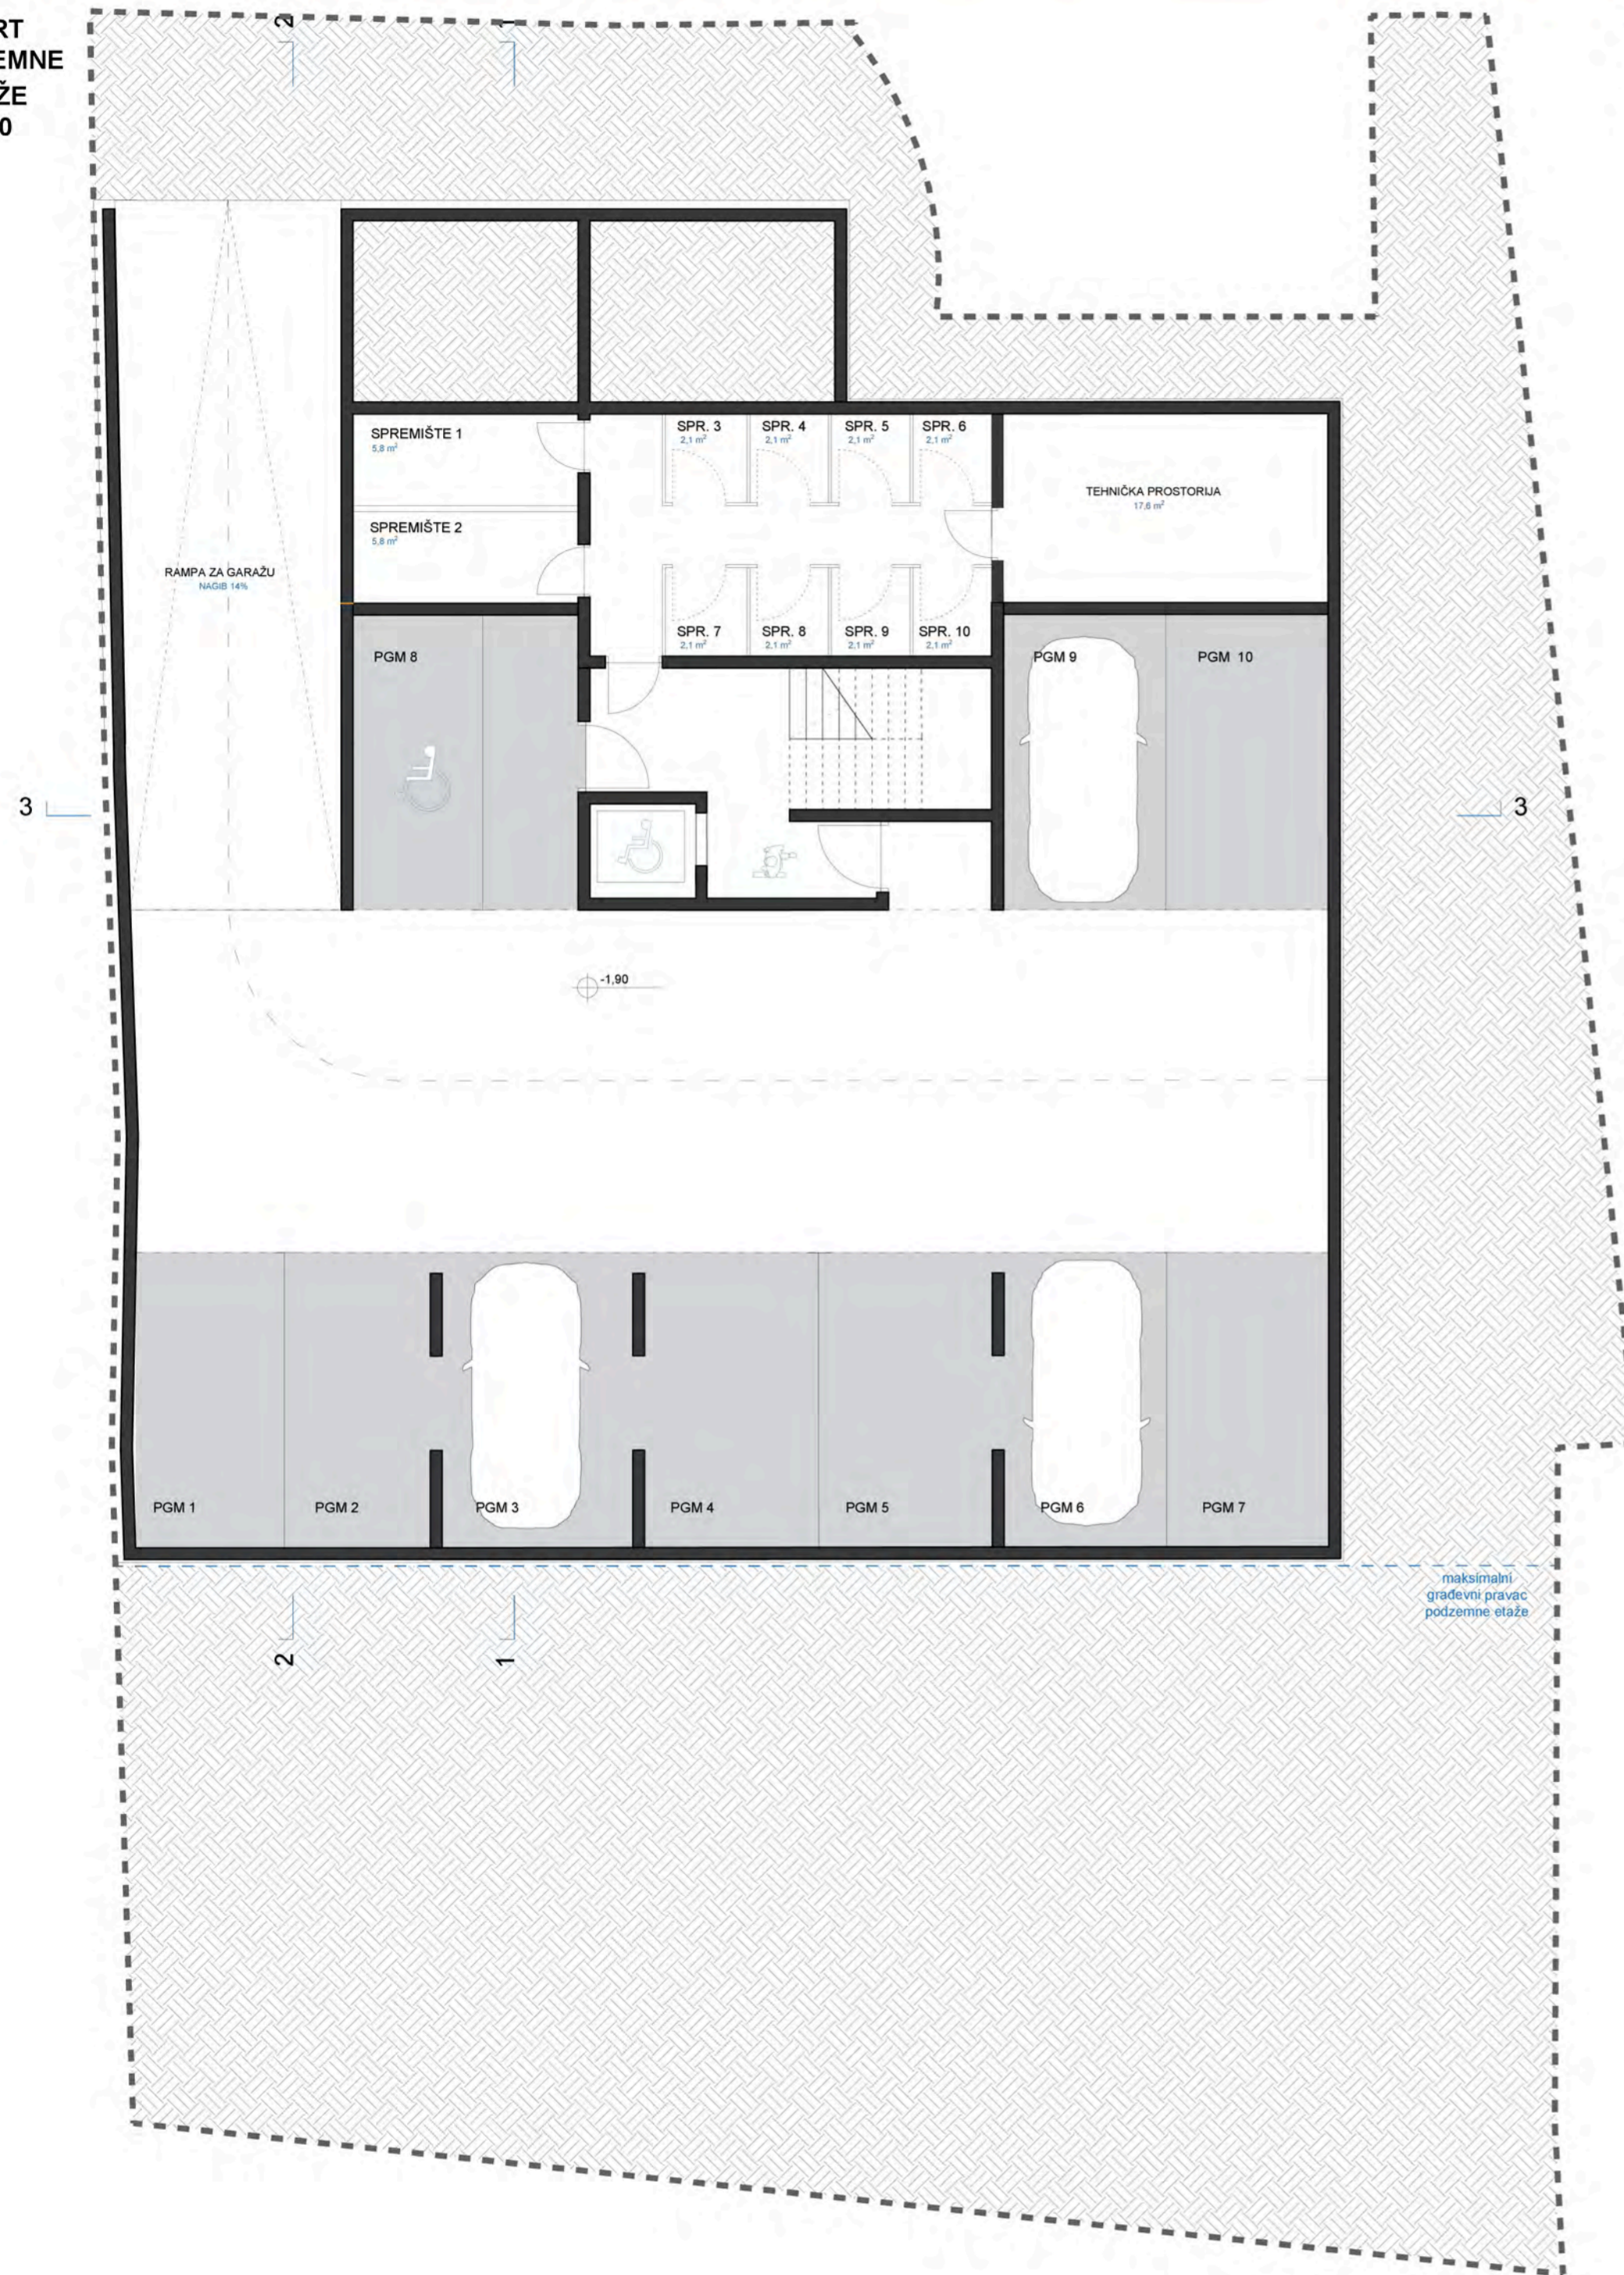 2
1
RT
EMNE
ŽE
0
SPREMIŠTE 1
5,8 m²
SPR. 3
2,1 m²
SPR. 4
2,1 m²
SPR. 5
2,1 m²
SPR. 6
2,1 m²
TEHNIČKA PROSTORIJA
17,6 m²
SPREMIŠTE 2
5,8 m²
RAMPA ZA GARAŽU
NAGIB 14%
SPR. 7
2,1 m²
SPR. 8
2,1 m²
SPR. 9
2,1 m²
SPR. 10
2,1 m²
PGM 8
PGM 9
PGM 10
3
3
-1,90
PGM 1
PGM 2
PGM 3
PGM 4
PGM 5
PGM 6
PGM 7
maksimalni
građevni pravac
podzemne etaže
2
1